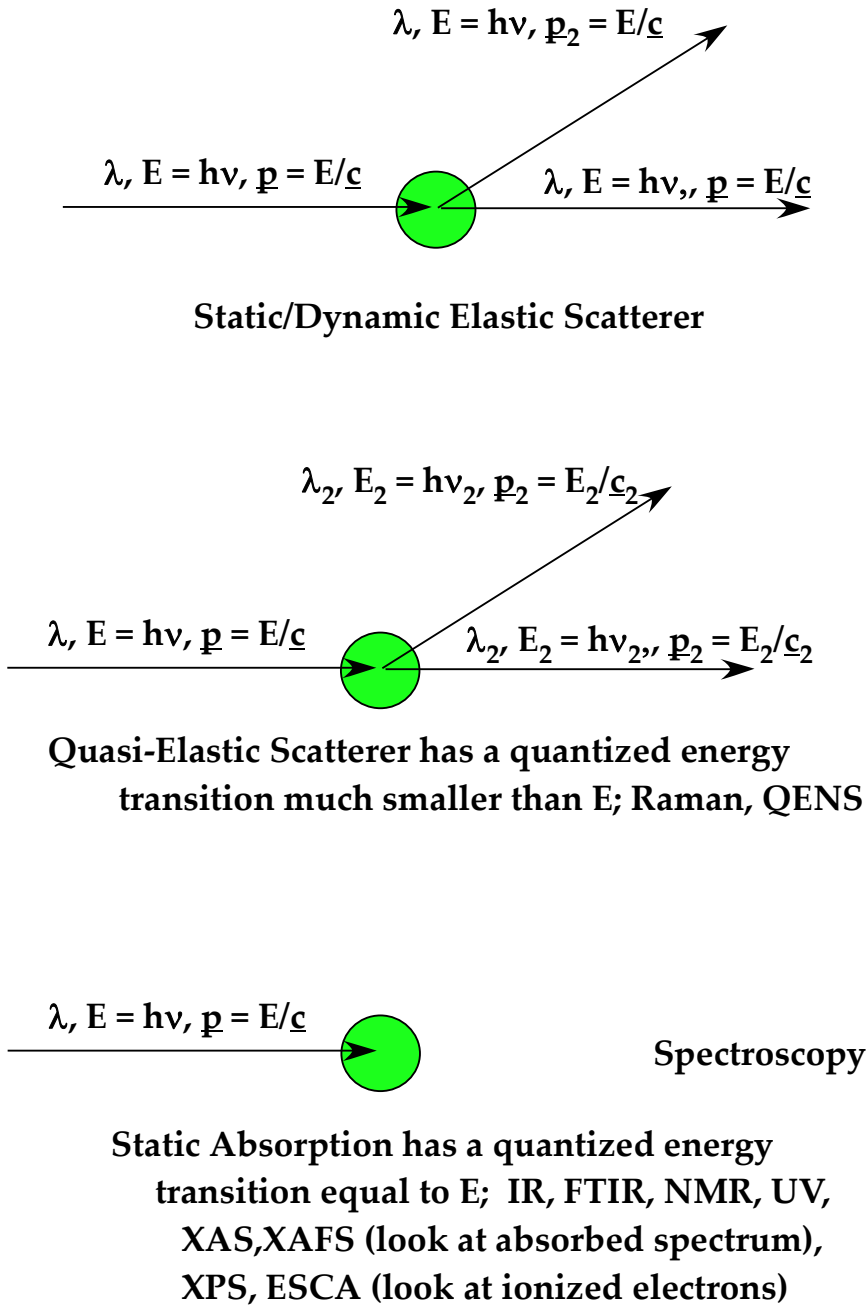 λ, E = hν, p₂ = E/c
λ, E = hν, p = E/c
λ, E = hν,, p = E/c
Static/Dynamic Elastic Scatterer
λ₂, E₂ = hν₂, p₂ = E₂/c₂
λ, E = hν, p = E/c
λ₂, E₂ = hν₂,, p₂ = E₂/c₂
Quasi-Elastic Scatterer has a quantized energy
transition much smaller than E; Raman, QENS
λ, E = hν, p = E/c
Spectroscopy
Static Absorption has a quantized energy
transition equal to E;  IR, FTIR, NMR, UV,
XAS,XAFS (look at absorbed spectrum),
XPS, ESCA (look at ionized electrons)